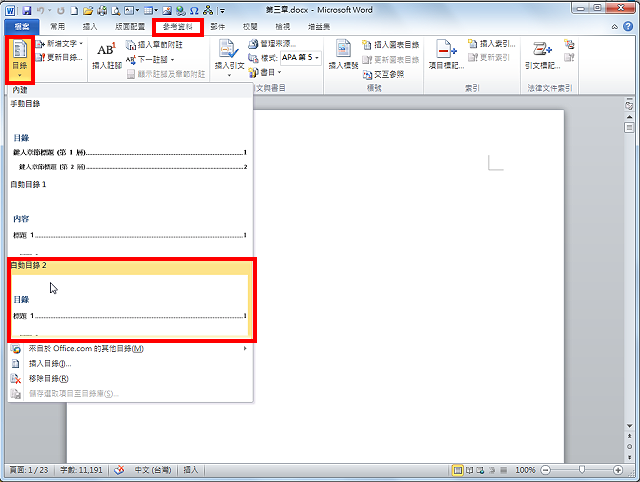 第三章.docx - Microsoft Word
檔案 常用 插入 版面配置 參考資料 郵件 校閱 檢視 增益集
目錄
新增文字
更新目錄...
AB
插入註腳
插入章節附註
下一註腳
顯示註腳及章節附註
插入引文
管理來源...
樣式: APA 第 5
書目
文與書目
插入標號
插入圖表目錄
更新圖表目錄
交互參照
標號
項目標記...
插入索引...
更新索引
索引
引文標記...
法律文件索引
內建
手動目錄
目錄
鍵入章節標題 (第 1 層)...1
鍵入章節標題 (第 2 層)...2
自動目錄 1
內容
標題 1...1
自動目錄 2
目錄
標題 1...1
來自於 Office.com 的其他目錄(M)
插入目錄(I)...
移除目錄(R)
儲存選取項目至目錄庫(S)...
頁面: 1 / 23 字數: 11,191 中文 (台灣) 插入 100%